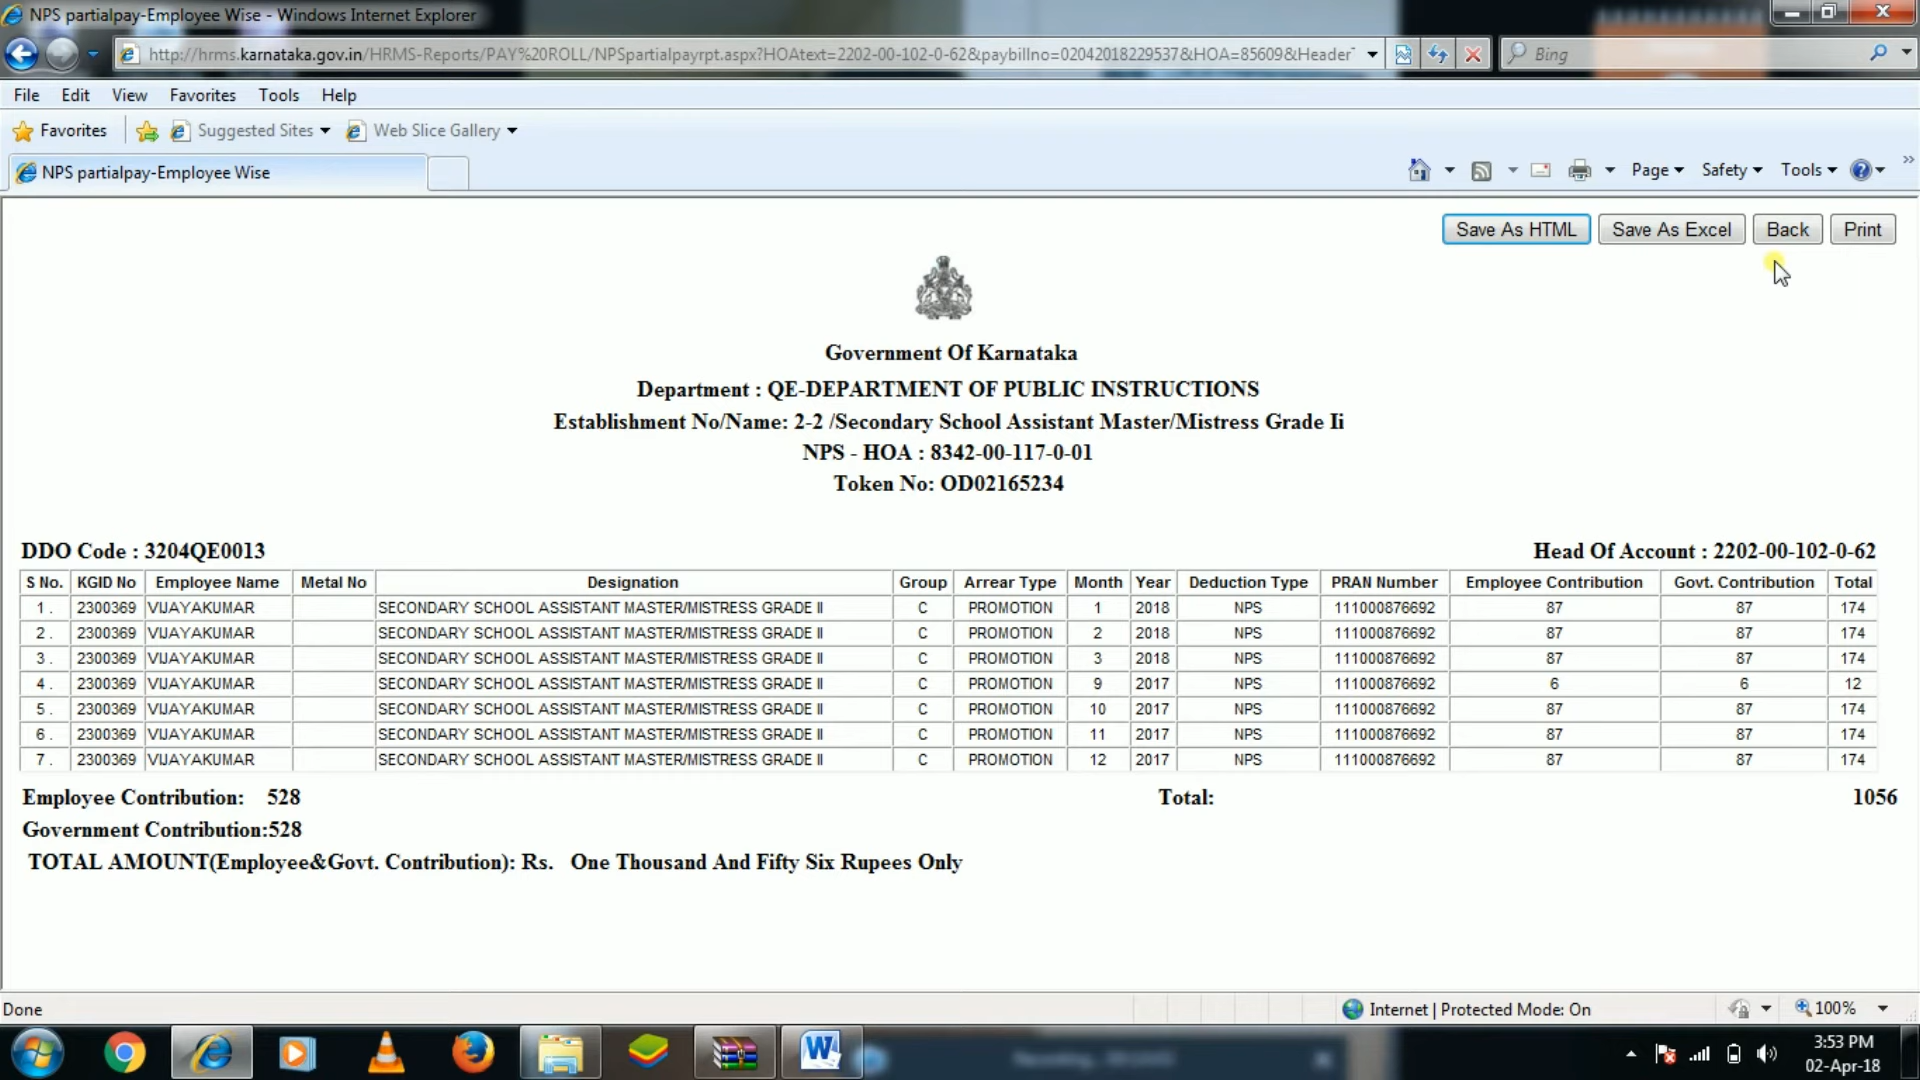 NPS partialpay-Employee Wise - Windows Internet Explorer
http://hrms.karnataka.gov.in/HRMS-Reports/PAY%20ROLL/NPSpartialpayrpt.aspx?HOAtext=2202-00-102-0-62&paybillno=02042018229537&HOA=85609&Header
Bing
File Edit View Favorites Tools Help
Favorites Suggested Sites Web Slice Gallery
NPS partialpay-Employee Wise Page Safety Tools
Save As HTML Save As Excel Back Print
Government Of Karnataka
Department : QE-DEPARTMENT OF PUBLIC INSTRUCTIONS
Establishment No/Name: 2-2 /Secondary School Assistant Master/Mistress Grade Ii
NPS - HOA : 8342-00-117-0-01
Token No: OD02165234
DDO Code : 3204QE0013 Head Of Account : 2202-00-102-0-62
S No. KGID No Employee Name Metal No Designation Group Arrear Type Month Year Deduction Type PRAN Number Employee Contribution Govt. Contribution Total
1 . 2300369 VIJAYAKUMAR SECONDARY SCHOOL ASSISTANT MASTER/MISTRESS GRADE II C PROMOTION 1 2018 NPS 111000876692 87 87 174
2 . 2300369 VIJAYAKUMAR SECONDARY SCHOOL ASSISTANT MASTER/MISTRESS GRADE II C PROMOTION 2 2018 NPS 111000876692 87 87 174
3 . 2300369 VIJAYAKUMAR SECONDARY SCHOOL ASSISTANT MASTER/MISTRESS GRADE II C PROMOTION 3 2018 NPS 111000876692 87 87 174
4 . 2300369 VIJAYAKUMAR SECONDARY SCHOOL ASSISTANT MASTER/MISTRESS GRADE II C PROMOTION 9 2017 NPS 111000876692 6 6 12
5 . 2300369 VIJAYAKUMAR SECONDARY SCHOOL ASSISTANT MASTER/MISTRESS GRADE II C PROMOTION 10 2017 NPS 111000876692 87 87 174
6 . 2300369 VIJAYAKUMAR SECONDARY SCHOOL ASSISTANT MASTER/MISTRESS GRADE II C PROMOTION 11 2017 NPS 111000876692 87 87 174
7 . 2300369 VIJAYAKUMAR SECONDARY SCHOOL ASSISTANT MASTER/MISTRESS GRADE II C PROMOTION 12 2017 NPS 111000876692 87 87 174
Employee Contribution: 528 Total: 1056
Government Contribution:528
TOTAL AMOUNT(Employee&Govt. Contribution): Rs. One Thousand And Fifty Six Rupees Only
Done Internet | Protected Mode: On 100%
3:53 PM
02-Apr-18